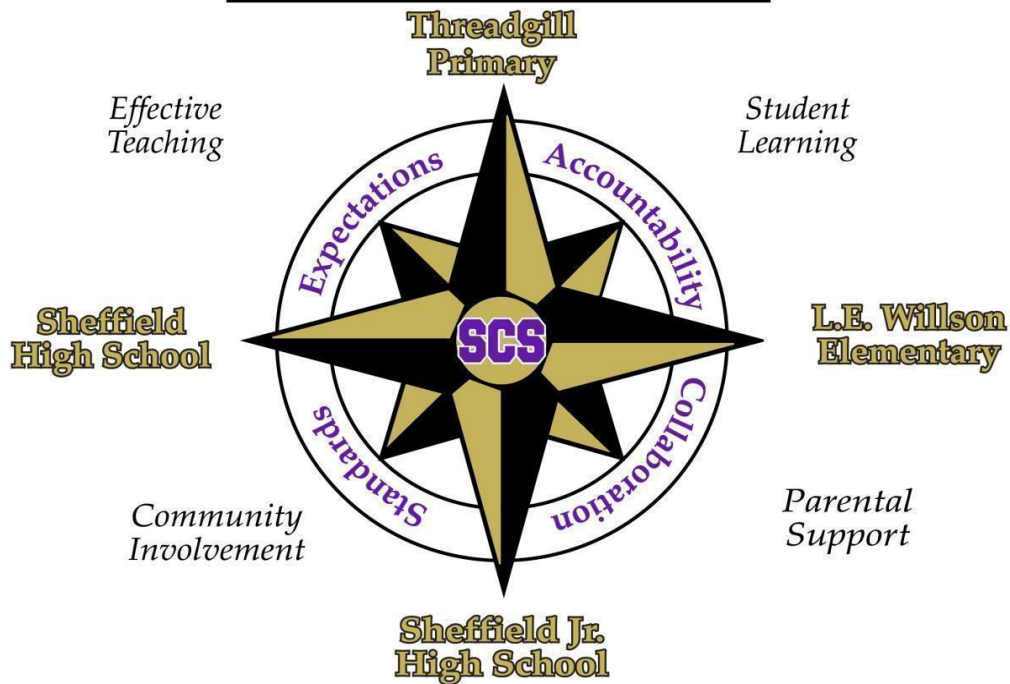 Threadgill
Primary
Effective
Teaching
Student
Learning
Expectations
Accountability
Sheffield
High School
SCS
L.E. Willson
Elementary
Standards
Collaboration
Community
Involvement
Parental
Support
Sheffield Jr.
High School